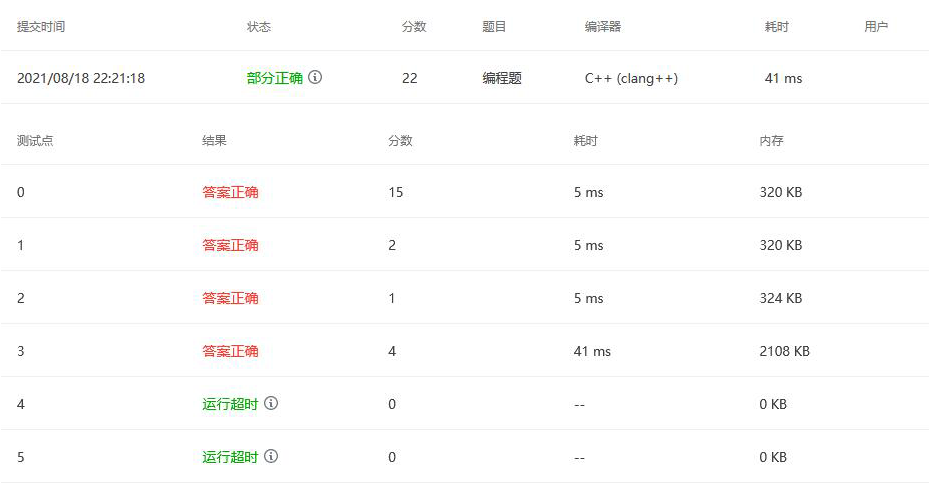 提交时间 状态 分数 题目 编译器 耗时 用户
2021/08/18 22:21:18 部分正确 22 编程题 C++ (clang++) 41 ms
测试点 结果 分数 耗时 内存
0 答案正确 15 5 ms 320 KB
1 答案正确 2 5 ms 320 KB
2 答案正确 1 5 ms 324 KB
3 答案正确 4 41 ms 2108 KB
4 运行超时 0 -- 0 KB
5 运行超时 0 -- 0 KB